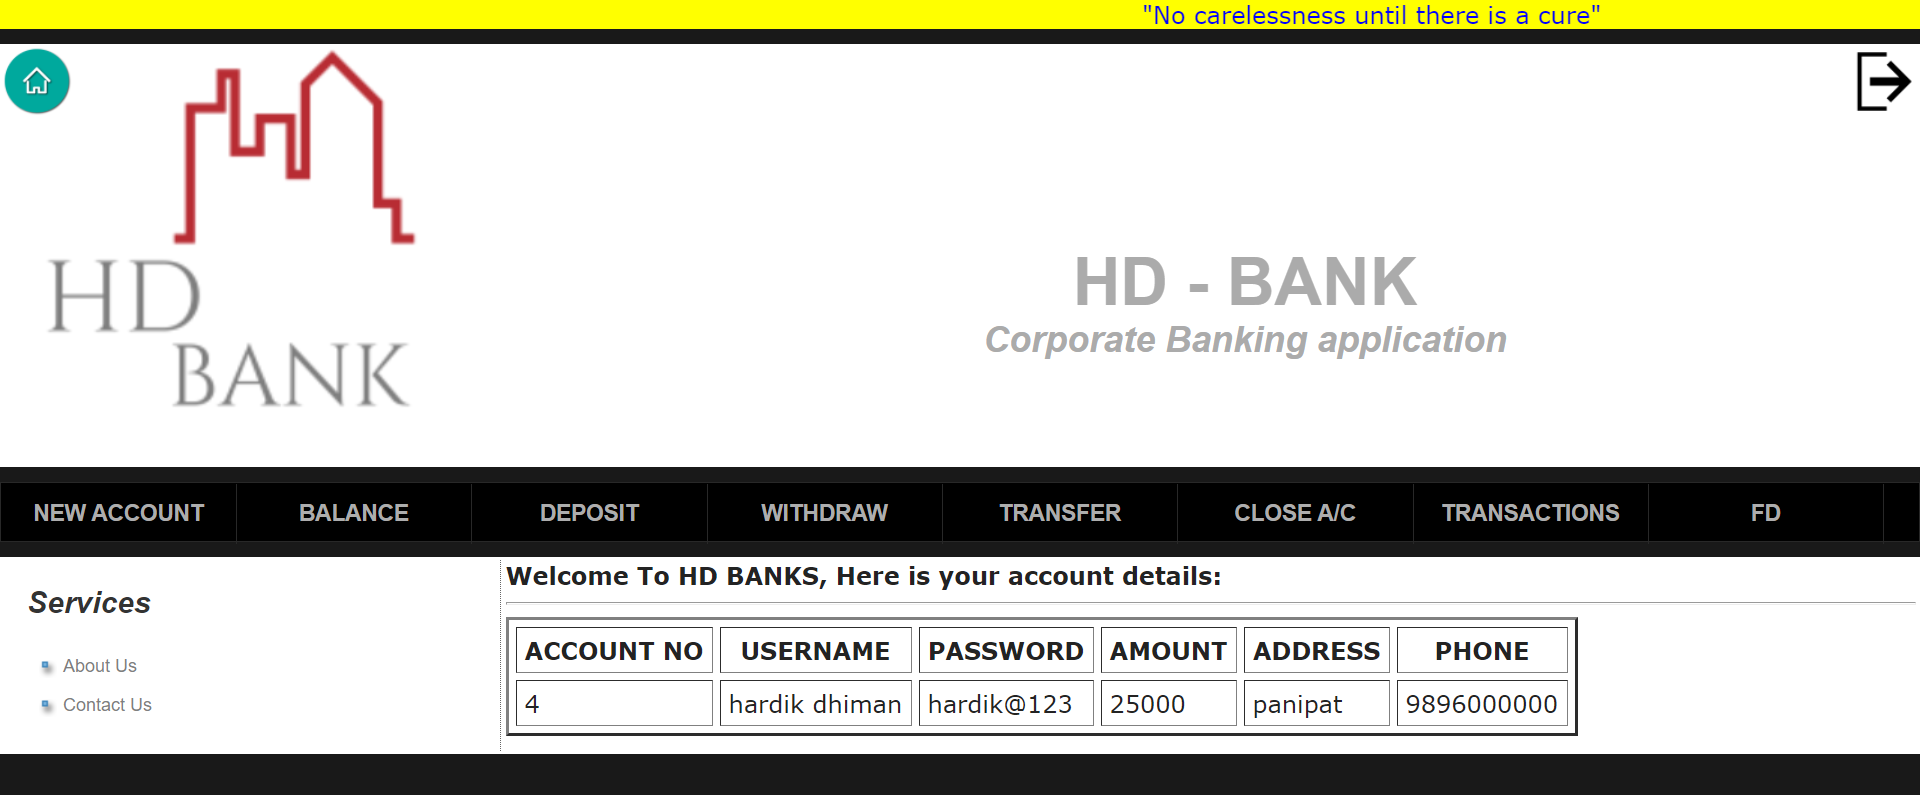 "No carelessness until there is a cure"
HD
BANK
HD - BANK
Corporate Banking application
NEW ACCOUNT BALANCE DEPOSIT WITHDRAW TRANSFER CLOSE A/C TRANSACTIONS FD
Services
About Us
Contact Us
Welcome To HD BANKS, Here is your account details:
ACCOUNT NO USERNAME PASSWORD AMOUNT ADDRESS PHONE
4 hardik dhiman hardik@123 25000 panipat 9896000000